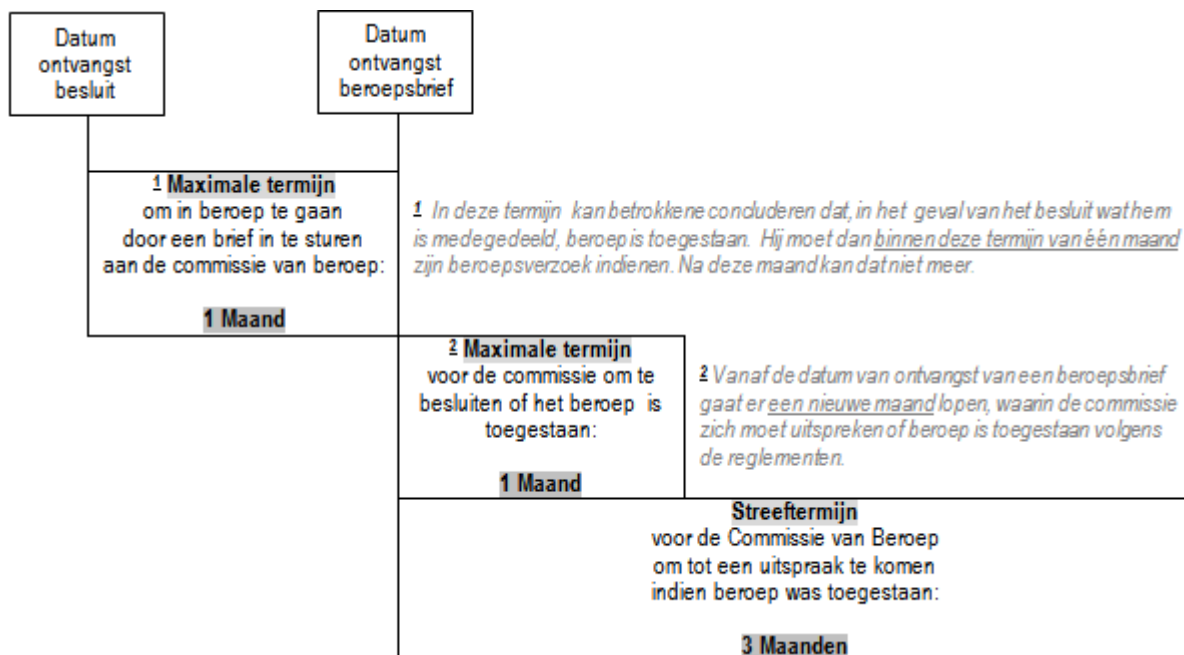 Datum
ontvangst
besluit
Datum
ontvangst
beroepsbrief
1 Maximale termijn
om in beroep te gaan
door een brief in te sturen
aan de commissie van beroep:
1 Maand
1 In deze termijn kan betrokkene concluderen dat, in het geval van het besluit wat hem
is medegedeeld, beroep is toegestaan. Hij moet dan binnen deze termijn van één maand
zijn beroepsverzoek indienen. Na deze maand kan dat niet meer.
2 Maximale termijn
voor de commissie om te
besluiten of het beroep is
toegestaan:
1 Maand
2 Vanaf de datum van ontvangst van een beroepsbrief
gaat er een nieuwe maand lopen, waarin de commissie
zich moet uitspreken of beroep is toegestaan volgens
de reglementen.
Streeftermijn
voor de Commissie van Beroep
om tot een uitspraak te komen
indien beroep was toegestaan:
3 Maanden